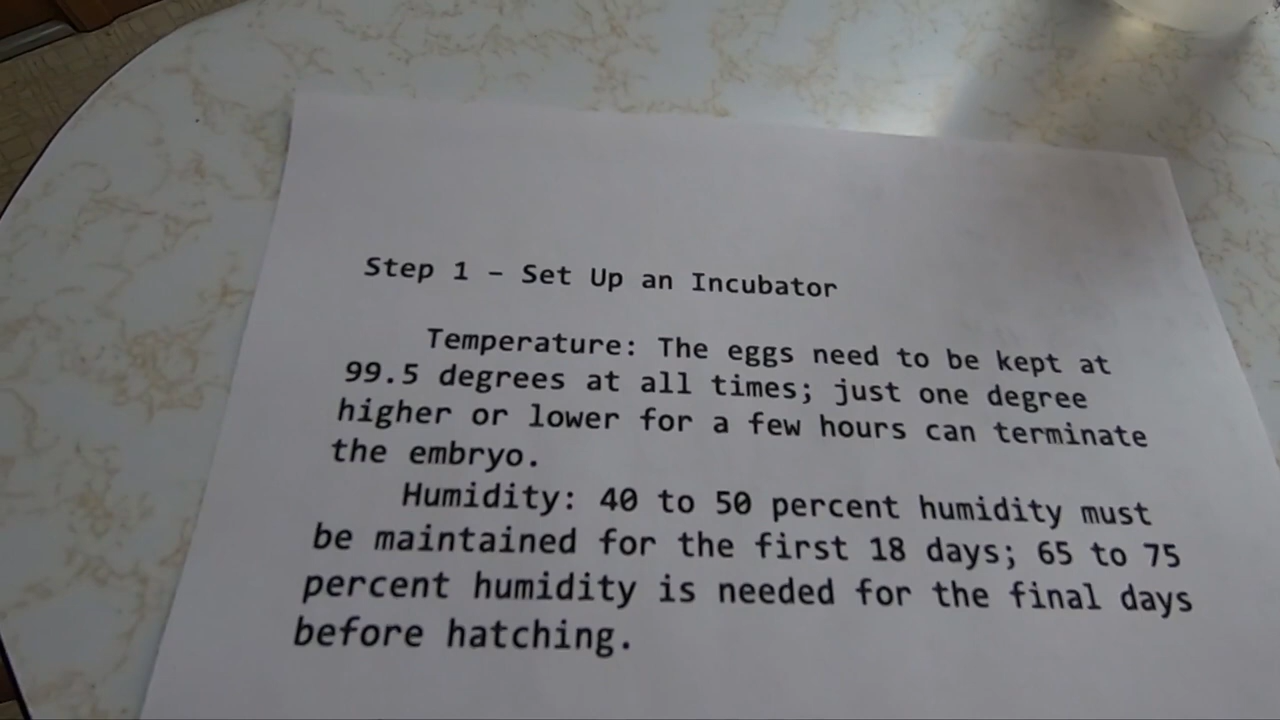 Step 1 – Set Up an Incubator
Temperature: The eggs need to be kept at
99.5 degrees at all times; just one degree
higher or lower for a few hours can terminate
the embryo.
Humidity: 40 to 50 percent humidity must
be maintained for the first 18 days; 65 to 75
percent humidity is needed for the final days
before hatching.